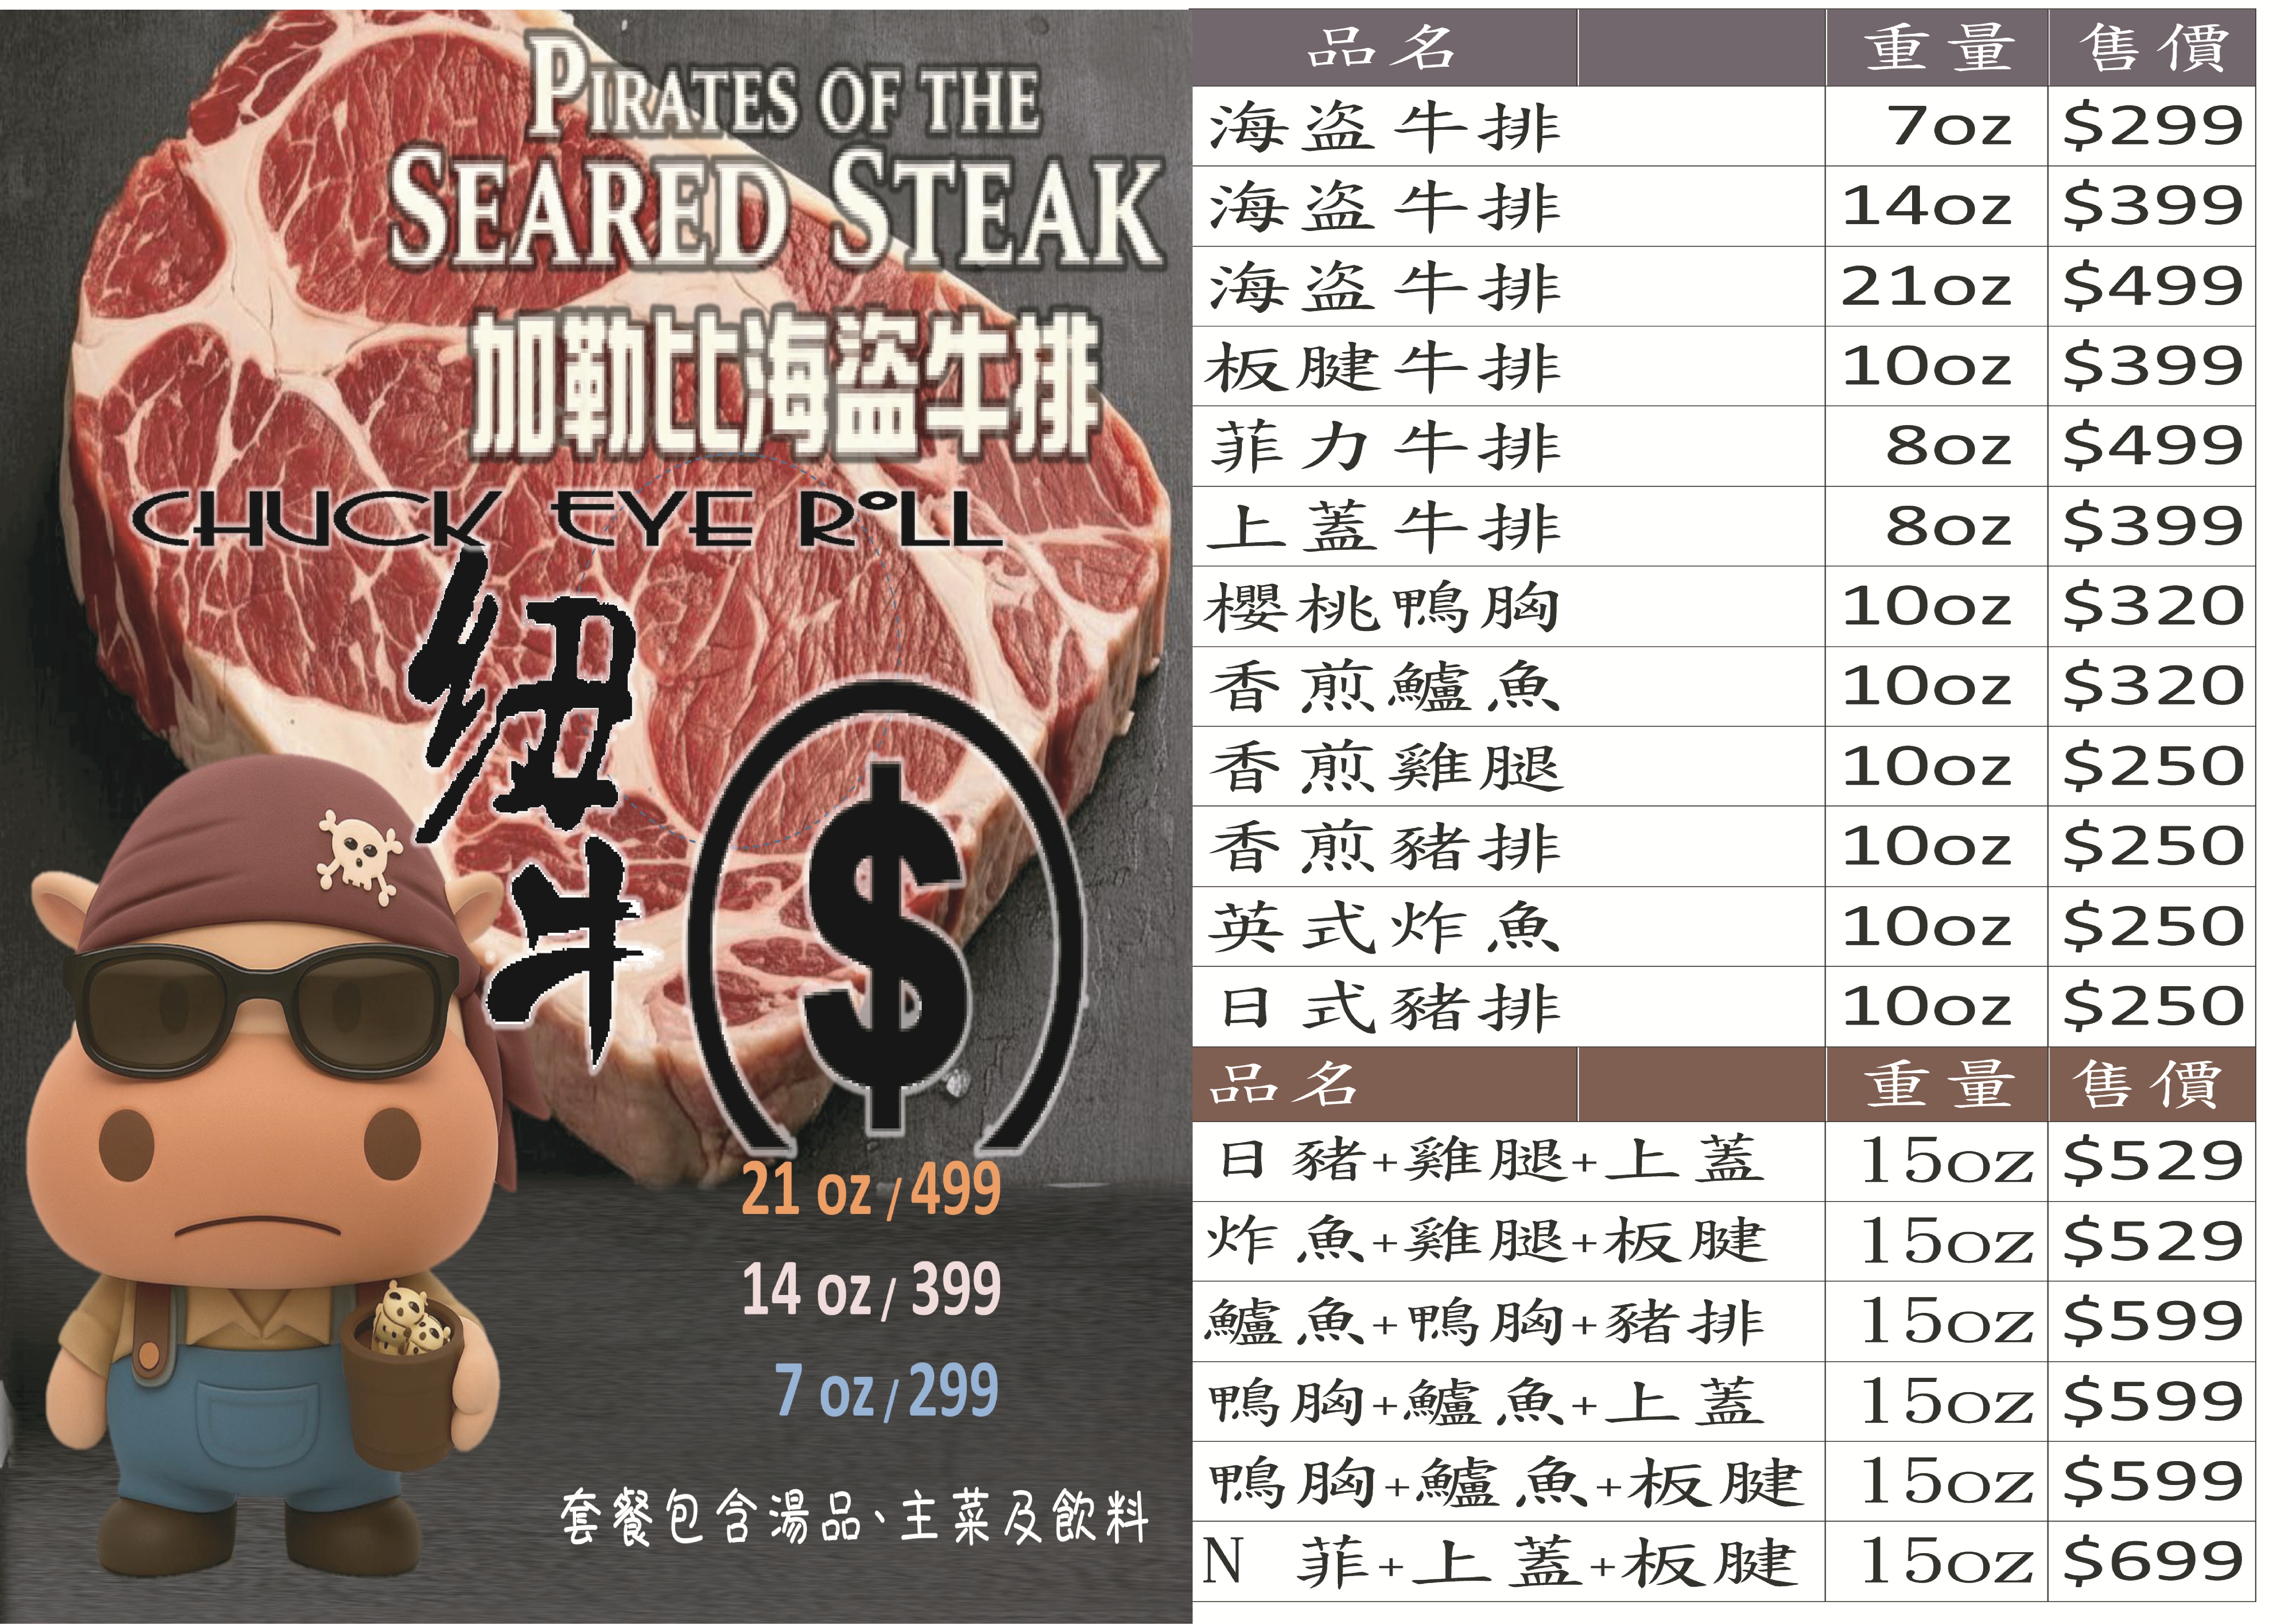 PIRATES OF THE
SEARED STEAK
加勒比海盜牛排
CHUCK EYE ROLL
紐
牛
($)
21 oz / 499
14 oz / 399
7 oz / 299
套餐包含湯品、主菜及飲料
品名 重量 售價
海盜牛排 7oz $299
海盜牛排 14oz $399
海盜牛排 21oz $499
板腱牛排 10oz $399
菲力牛排 8oz $499
上蓋牛排 8oz $399
櫻桃鴨胸 10oz $320
香煎鱸魚 10oz $320
香煎雞腿 10oz $250
香煎豬排 10oz $250
英式炸魚 10oz $250
日式豬排 10oz $250
品名 重量 售價
日豬+雞腿+上蓋 15oz $529
炸魚+雞腿+板腱 15oz $529
鱸魚+鴨胸+豬排 15oz $599
鴨胸+鱸魚+上蓋 15oz $599
鴨胸+鱸魚+板腱 15oz $599
N 菲+上蓋+板腱 15oz $699